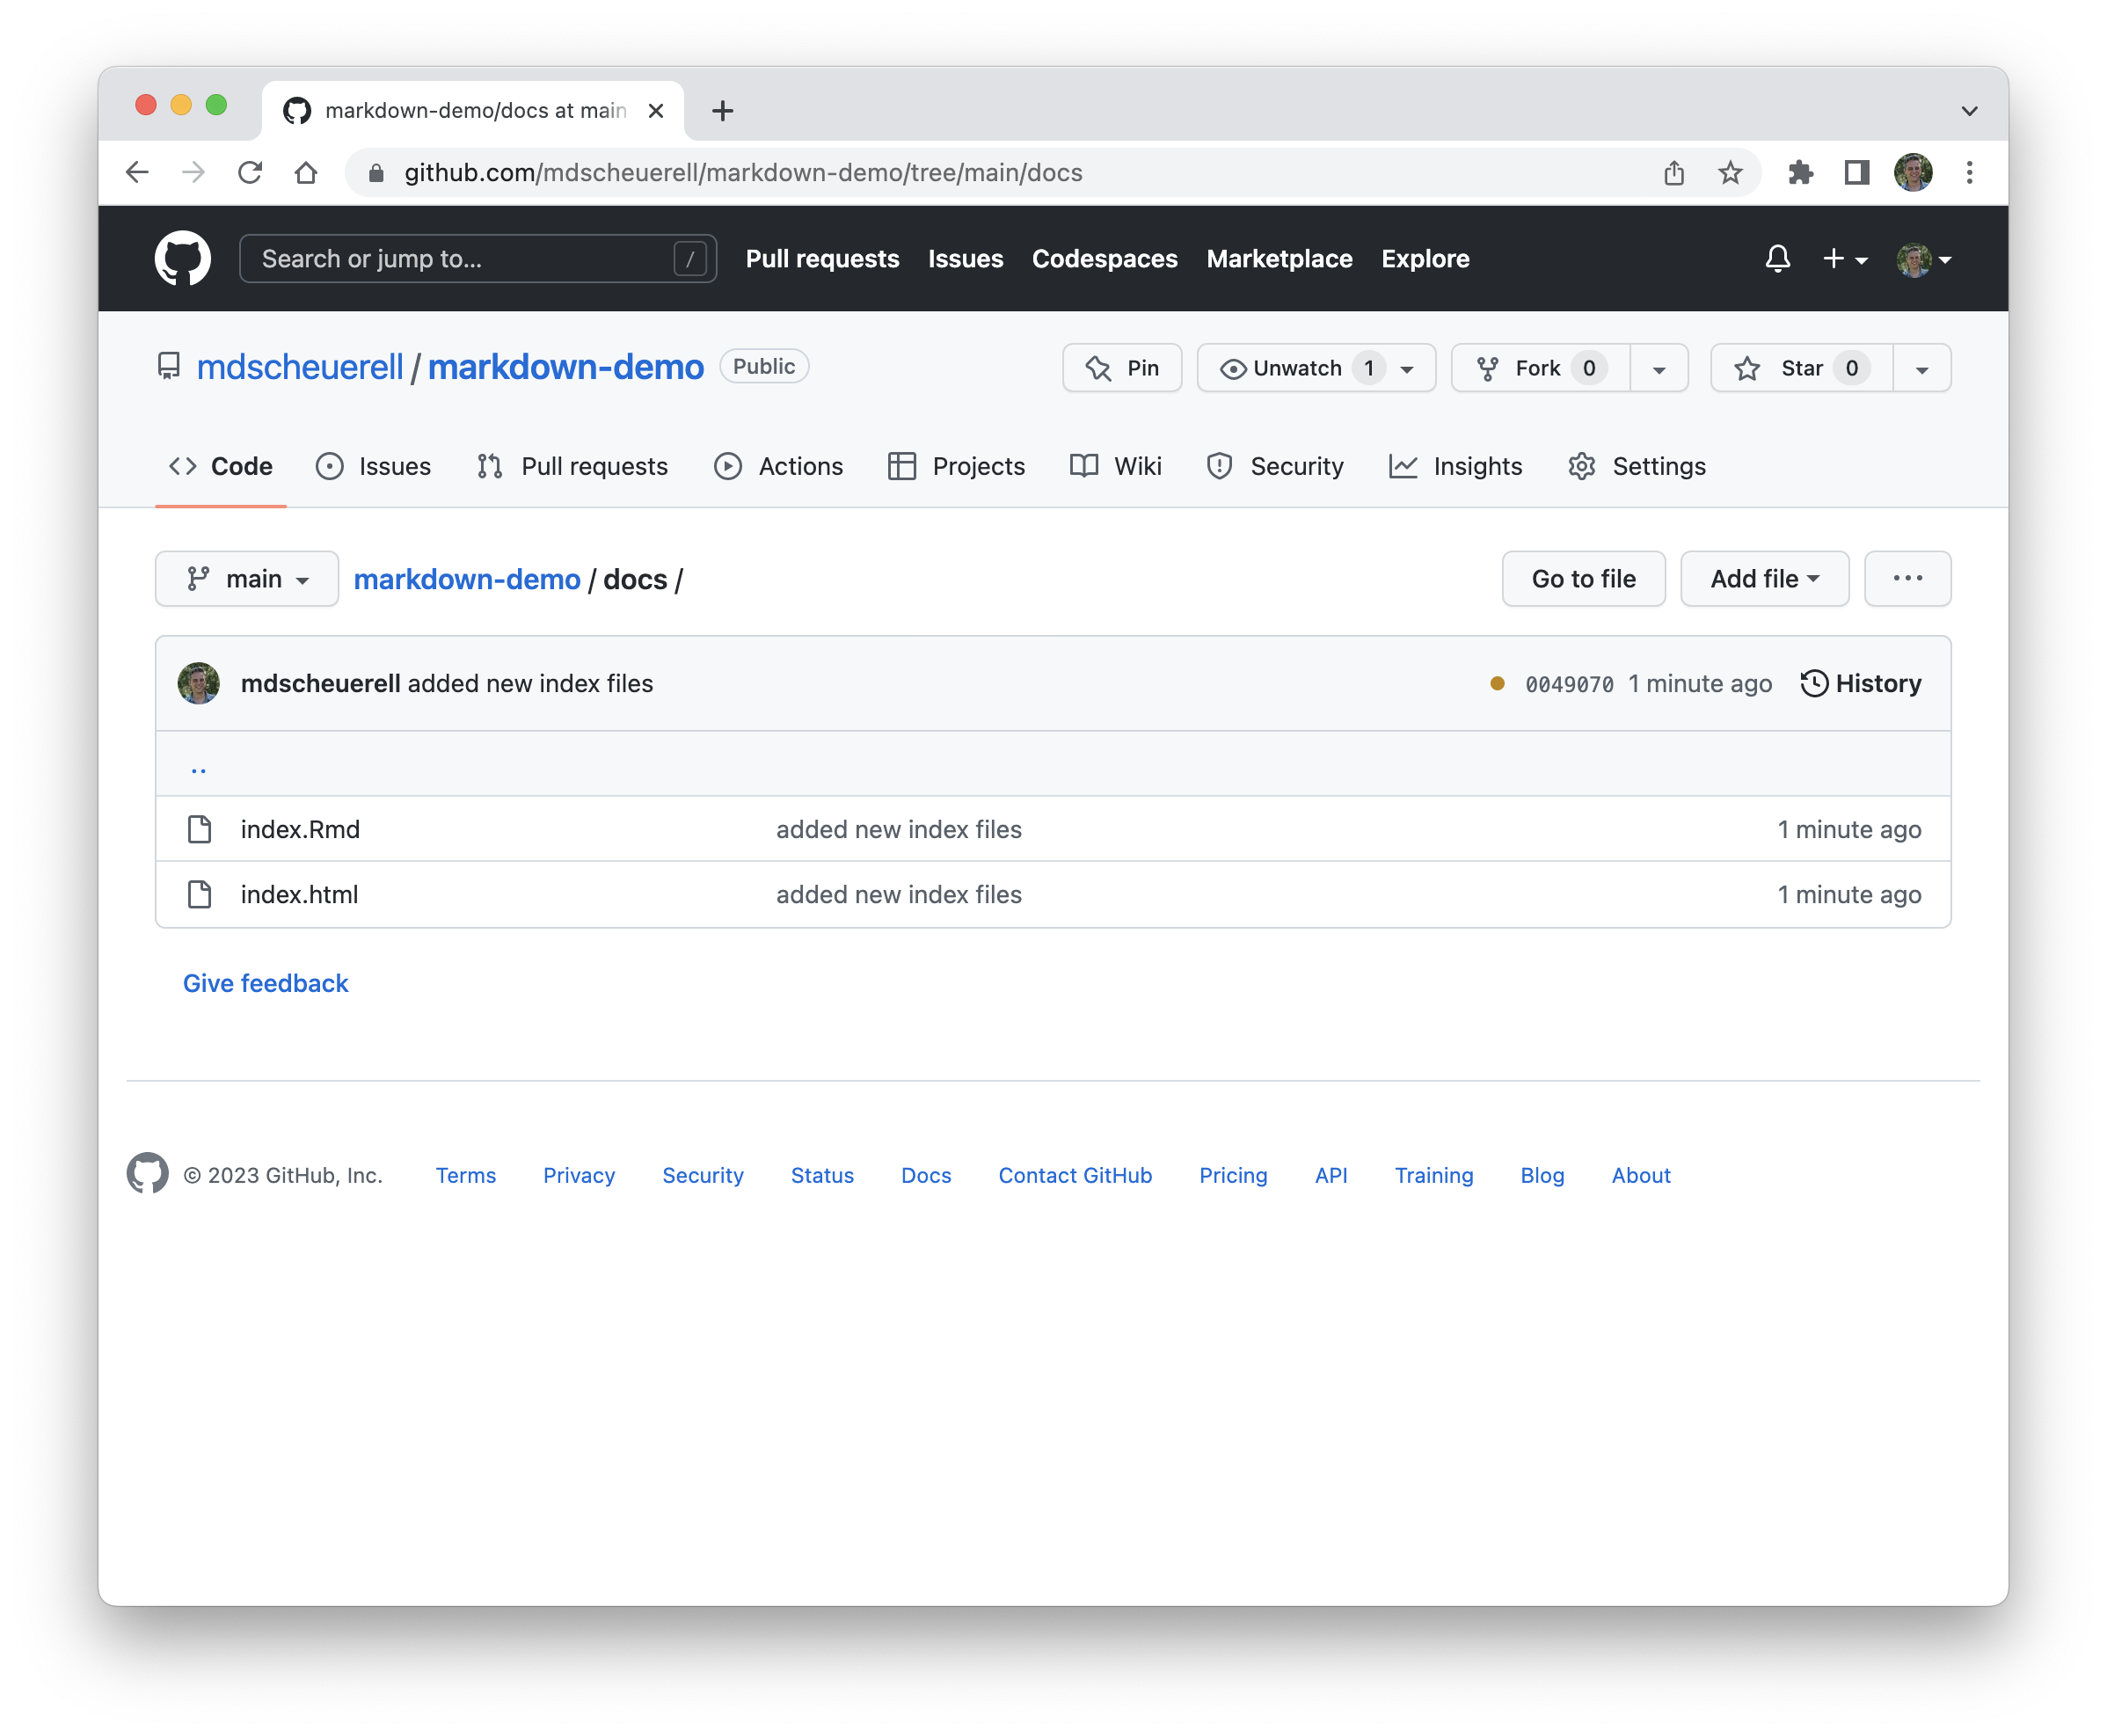 markdown-demo/docs at main
github.com/mdscheuerell/markdown-demo/tree/main/docs
Search or jump to... /
Pull requests Issues Codespaces Marketplace Explore
mdscheuerell / markdown-demo Public
Pin Unwatch 1 Fork 0 Star 0
Code Issues Pull requests Actions Projects Wiki Security Insights Settings
main markdown-demo / docs / Go to file Add file ...
mdscheuerell added new index files 0049070 1 minute ago History
..
index.Rmd added new index files 1 minute ago
index.html added new index files 1 minute ago
Give feedback
© 2023 GitHub, Inc. Terms Privacy Security Status Docs Contact GitHub Pricing API Training Blog About